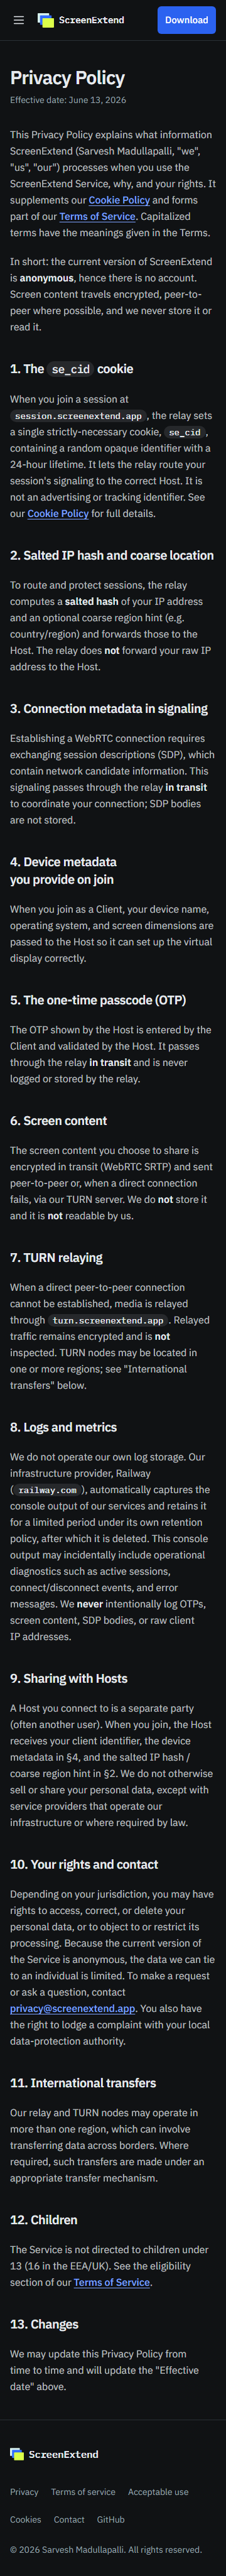 ScreenExtend
Download
Privacy Policy
Effective date: June 13, 2026
This Privacy Policy explains what information
ScreenExtend (Sarvesh Madullapalli, "we",
"us", "our") processes when you use the
ScreenExtend Service, why, and your rights. It
supplements our Cookie Policy and forms
part of our Terms of Service. Capitalized
terms have the meanings given in the Terms.
In short: the current version of ScreenExtend
is anonymous, hence there is no account.
Screen content travels encrypted, peer-to-
peer where possible, and we never store it or
read it.
1. The se_cid cookie
When you join a session at
session.screenextend.app, the relay sets
a single strictly-necessary cookie, se_cid,
containing a random opaque identifier with a
24-hour lifetime. It lets the relay route your
session's signaling to the correct Host. It is
not an advertising or tracking identifier. See
our Cookie Policy for full details.
2. Salted IP hash and coarse location
To route and protect sessions, the relay
computes a salted hash of your IP address
and an optional coarse region hint (e.g.
country/region) and forwards those to the
Host. The relay does not forward your raw IP
address to the Host.
3. Connection metadata in signaling
Establishing a WebRTC connection requires
exchanging session descriptions (SDP), which
contain network candidate information. This
signaling passes through the relay in transit
to coordinate your connection; SDP bodies
are not stored.
4. Device metadata
you provide on join
When you join as a Client, your device name,
operating system, and screen dimensions are
passed to the Host so it can set up the virtual
display correctly.
5. The one-time passcode (OTP)
The OTP shown by the Host is entered by the
Client and validated by the Host. It passes
through the relay in transit and is never
logged or stored by the relay.
6. Screen content
The screen content you choose to share is
encrypted in transit (WebRTC SRTP) and sent
peer-to-peer or, when a direct connection
fails, via our TURN server. We do not store it
and it is not readable by us.
7. TURN relaying
When a direct peer-to-peer connection
cannot be established, media is relayed
through turn.screenextend.app. Relayed
traffic remains encrypted and is not
inspected. TURN nodes may be located in
one or more regions; see "International
transfers" below.
8. Logs and metrics
We do not operate our own log storage. Our
infrastructure provider, Railway
(railway.com), automatically captures the
console output of our services and retains it
for a limited period under its own retention
policy, after which it is deleted. This console
output may incidentally include operational
diagnostics such as active sessions,
connect/disconnect events, and error
messages. We never intentionally log OTPs,
screen content, SDP bodies, or raw client
IP addresses.
9. Sharing with Hosts
A Host you connect to is a separate party
(often another user). When you join, the Host
receives your client identifier, the device
metadata in §4, and the salted IP hash /
coarse region hint in §2. We do not otherwise
sell or share your personal data, except with
service providers that operate our
infrastructure or where required by law.
10. Your rights and contact
Depending on your jurisdiction, you may have
rights to access, correct, or delete your
personal data, or to object to or restrict its
processing. Because the current version of
the Service is anonymous, the data we can tie
to an individual is limited. To make a request
or ask a question, contact
privacy@screenextend.app. You also have
the right to lodge a complaint with your local
data-protection authority.
11. International transfers
Our relay and TURN nodes may operate in
more than one region, which can involve
transferring data across borders. Where
required, such transfers are made under an
appropriate transfer mechanism.
12. Children
The Service is not directed to children under
13 (16 in the EEA/UK). See the eligibility
section of our Terms of Service.
13. Changes
We may update this Privacy Policy from
time to time and will update the "Effective
date" above.
ScreenExtend
Privacy Terms of service Acceptable use
Cookies Contact GitHub
© 2026 Sarvesh Madullapalli. All rights reserved.